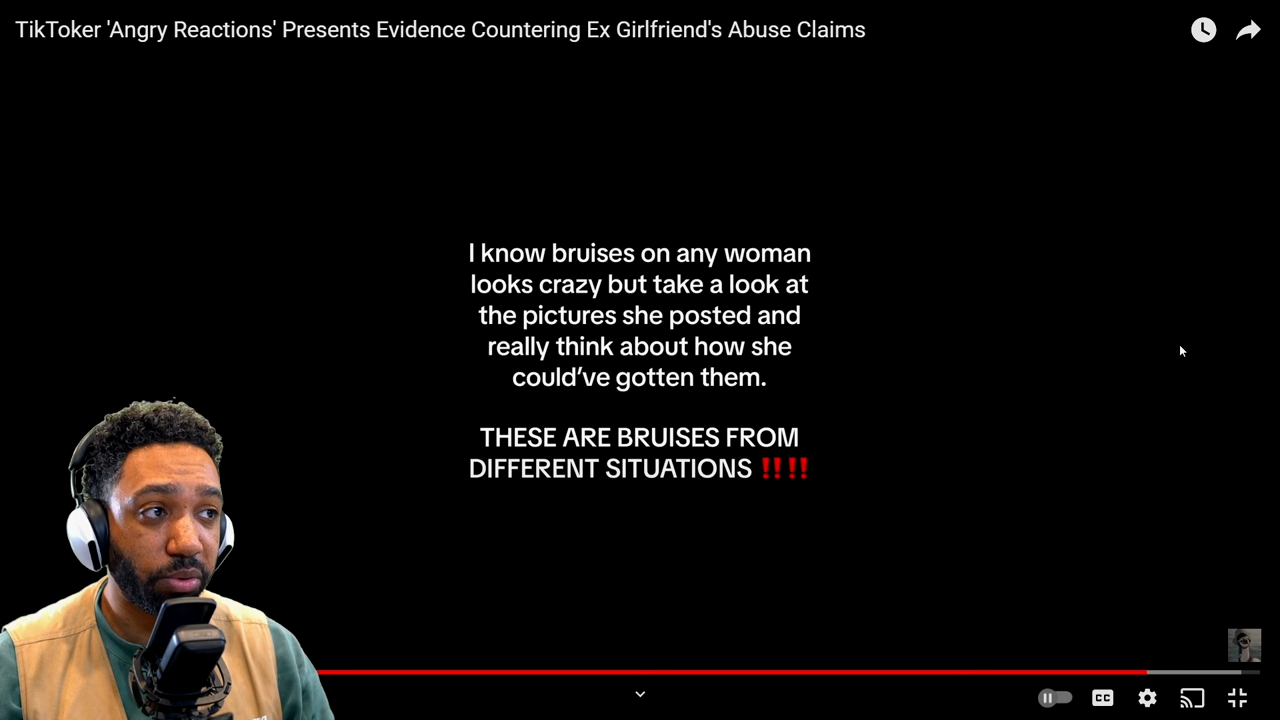 TikToker 'Angry Reactions' Presents Evidence Countering Ex Girlfriend's Abuse Claims
I know bruises on any woman
looks crazy but take a look at
the pictures she posted and
really think about how she
could’ve gotten them.
THESE ARE BRUISES FROM
DIFFERENT SITUATIONS ‼️‼️
CC